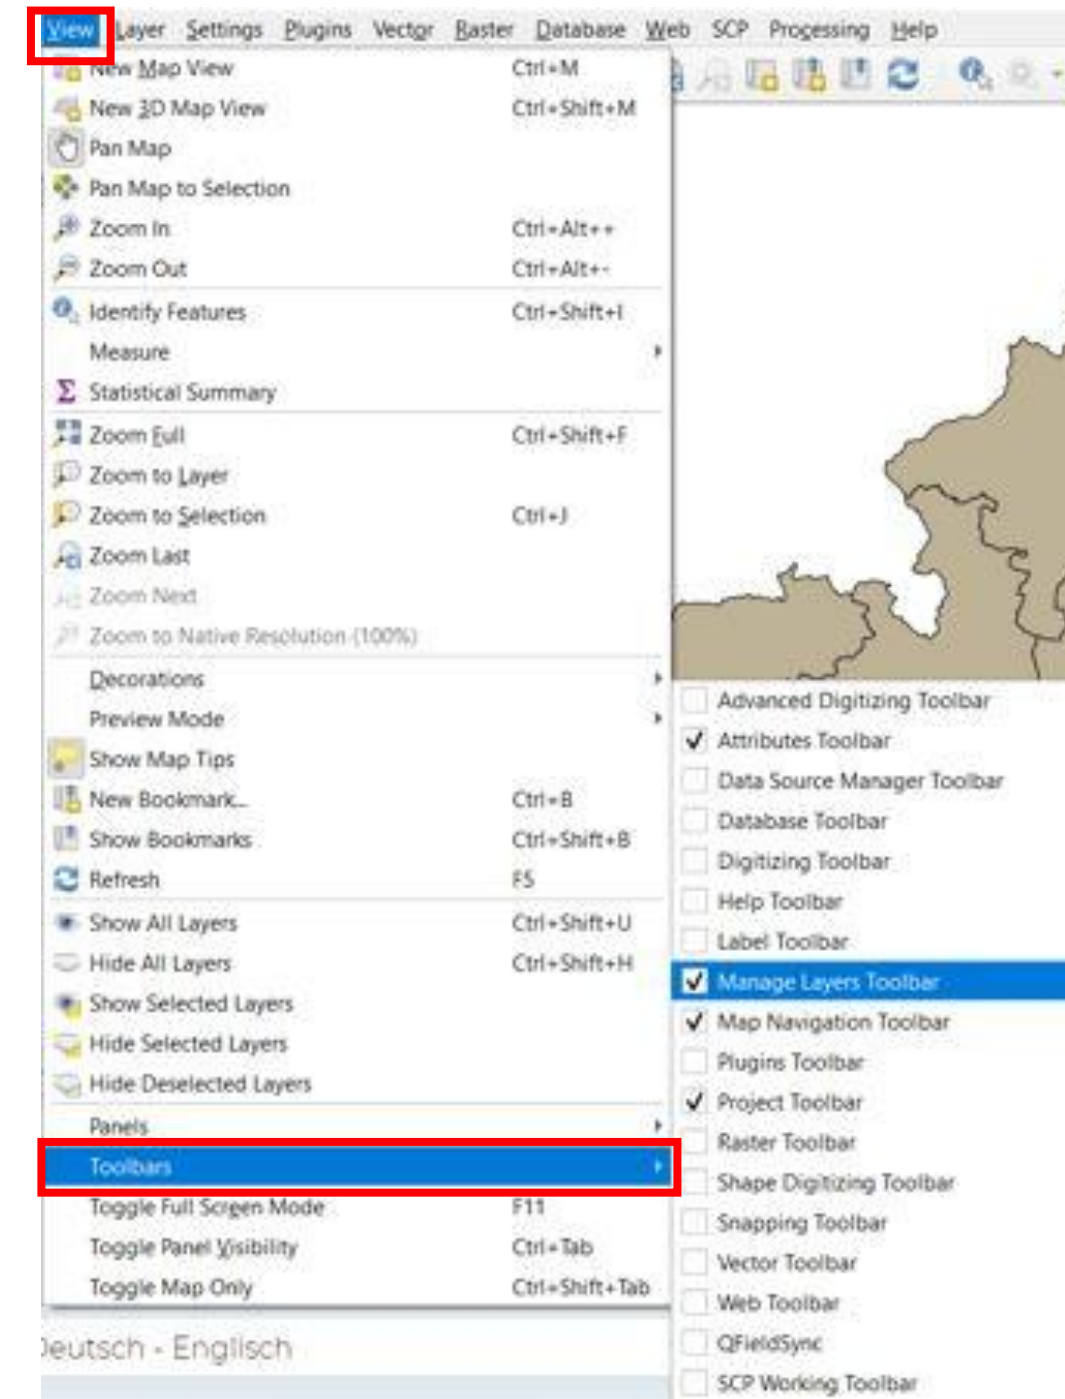 View Layer Settings Plugins Vector Raster Database Web SCP Processing Help
New Map View Ctrl+M
New 3D Map View Ctrl+Shift+M
Pan Map
Pan Map to Selection
Zoom In Ctrl+Alt++
Zoom Out Ctrl+Alt+-
Identify Features Ctrl+Shift+I
Measure
Statistical Summary
Zoom Full Ctrl+Shift+F
Zoom to Layer
Zoom to Selection Ctrl+J
Zoom Last
Zoom Next
Zoom to Native Resolution (100%)
Decorations
Preview Mode
Show Map Tips
New Bookmark... Ctrl+B
Show Bookmarks Ctrl+Shift+B
Refresh F5
Show All Layers Ctrl+Shift+U
Hide All Layers Ctrl+Shift+H
Show Selected Layers
Hide Selected Layers
Hide Deselected Layers
Panels
Toolbars
Toggle Full Screen Mode F11
Toggle Panel Visibility Ctrl+Tab
Toggle Map Only Ctrl+Shift+Tab
Advanced Digitizing Toolbar
Attributes Toolbar
Data Source Manager Toolbar
Database Toolbar
Digitizing Toolbar
Help Toolbar
Label Toolbar
Manage Layers Toolbar
Map Navigation Toolbar
Plugins Toolbar
Project Toolbar
Raster Toolbar
Shape Digitizing Toolbar
Snapping Toolbar
Vector Toolbar
Web Toolbar
QFieldSync
SCP Working Toolbar
Deutsch - Englisch